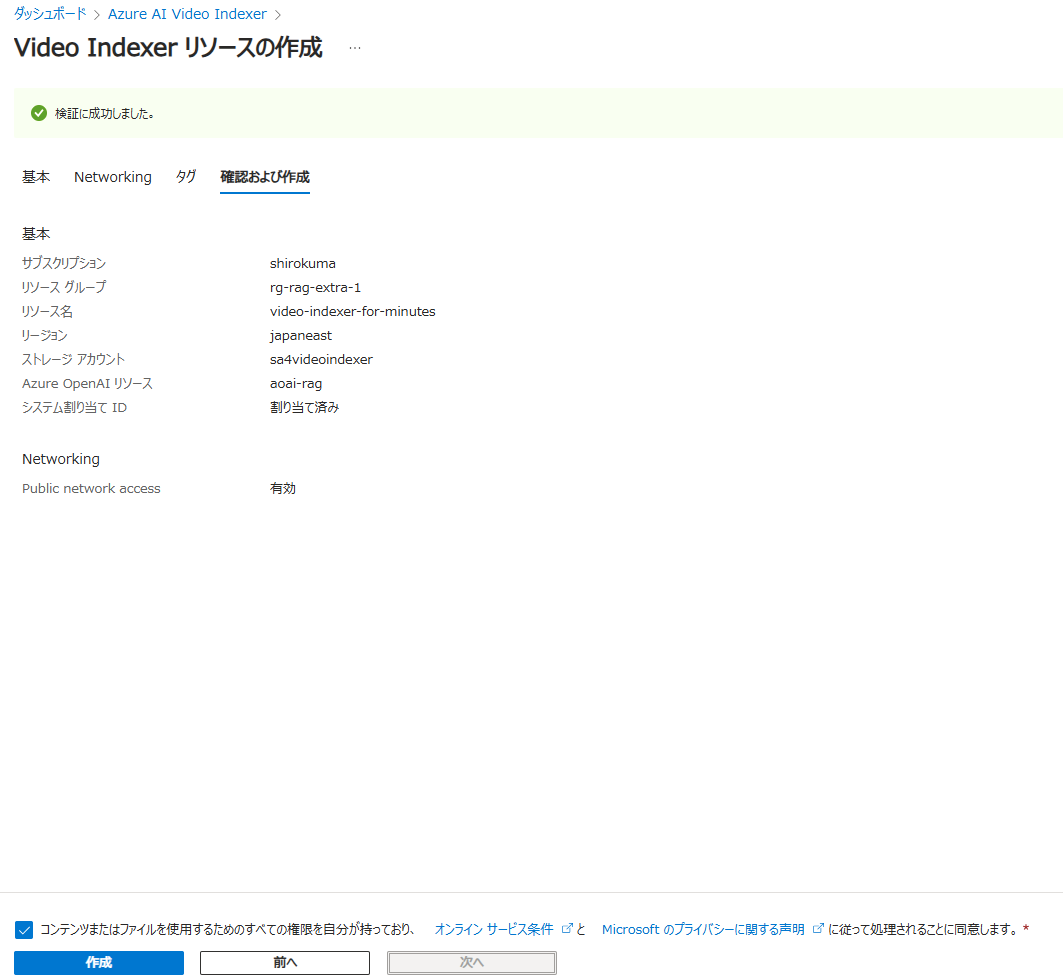 ダッシュボード > Azure AI Video Indexer >
Video Indexer リソースの作成 ...
検証に成功しました。
基本 Networking タグ 確認および作成
基本
サブスクリプション shirokuma
リソース グループ rg-rag-extra-1
リソース名 video-indexer-for-minutes
リージョン japaneast
ストレージ アカウント sa4videoindexer
Azure OpenAI リソース aoai-rag
システム割り当て ID 割り当て済み
Networking
Public network access 有効
コンテンツまたはファイルを使用するためのすべての権限を自分が持っており、 オンライン サービス条件 と Microsoft のプライバシーに関する声明 に従って処理されることに同意します。 *
作成 前へ 次へ